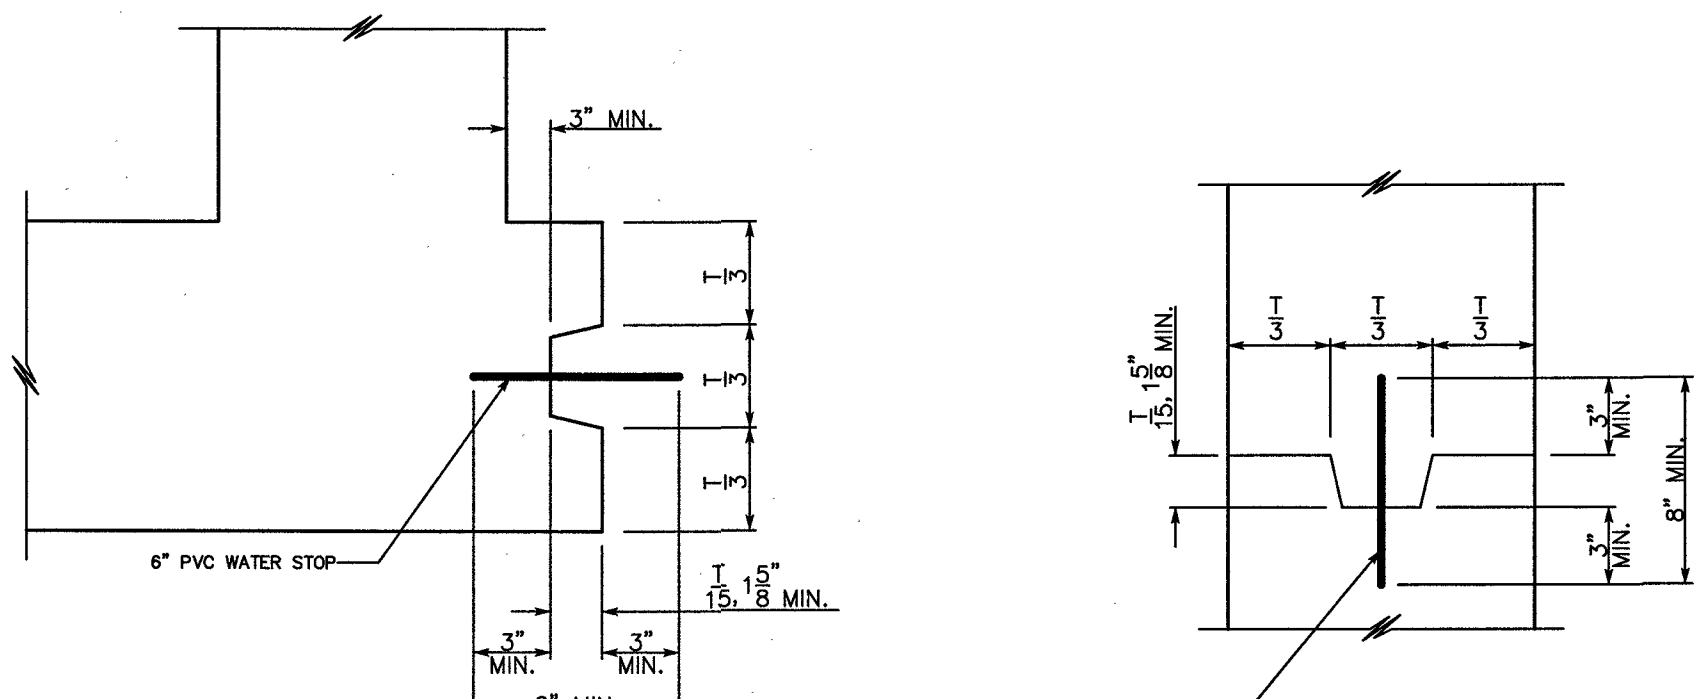 3" MIN.
T/3
T/3
T/3
6" PVC WATER STOP
T/15, 1 5/8" MIN.
3" MIN.
3" MIN.
T/3
T/3
T/3
T/15, 1 5/8" MIN.
3" MIN.
3" MIN.
8" MIN.